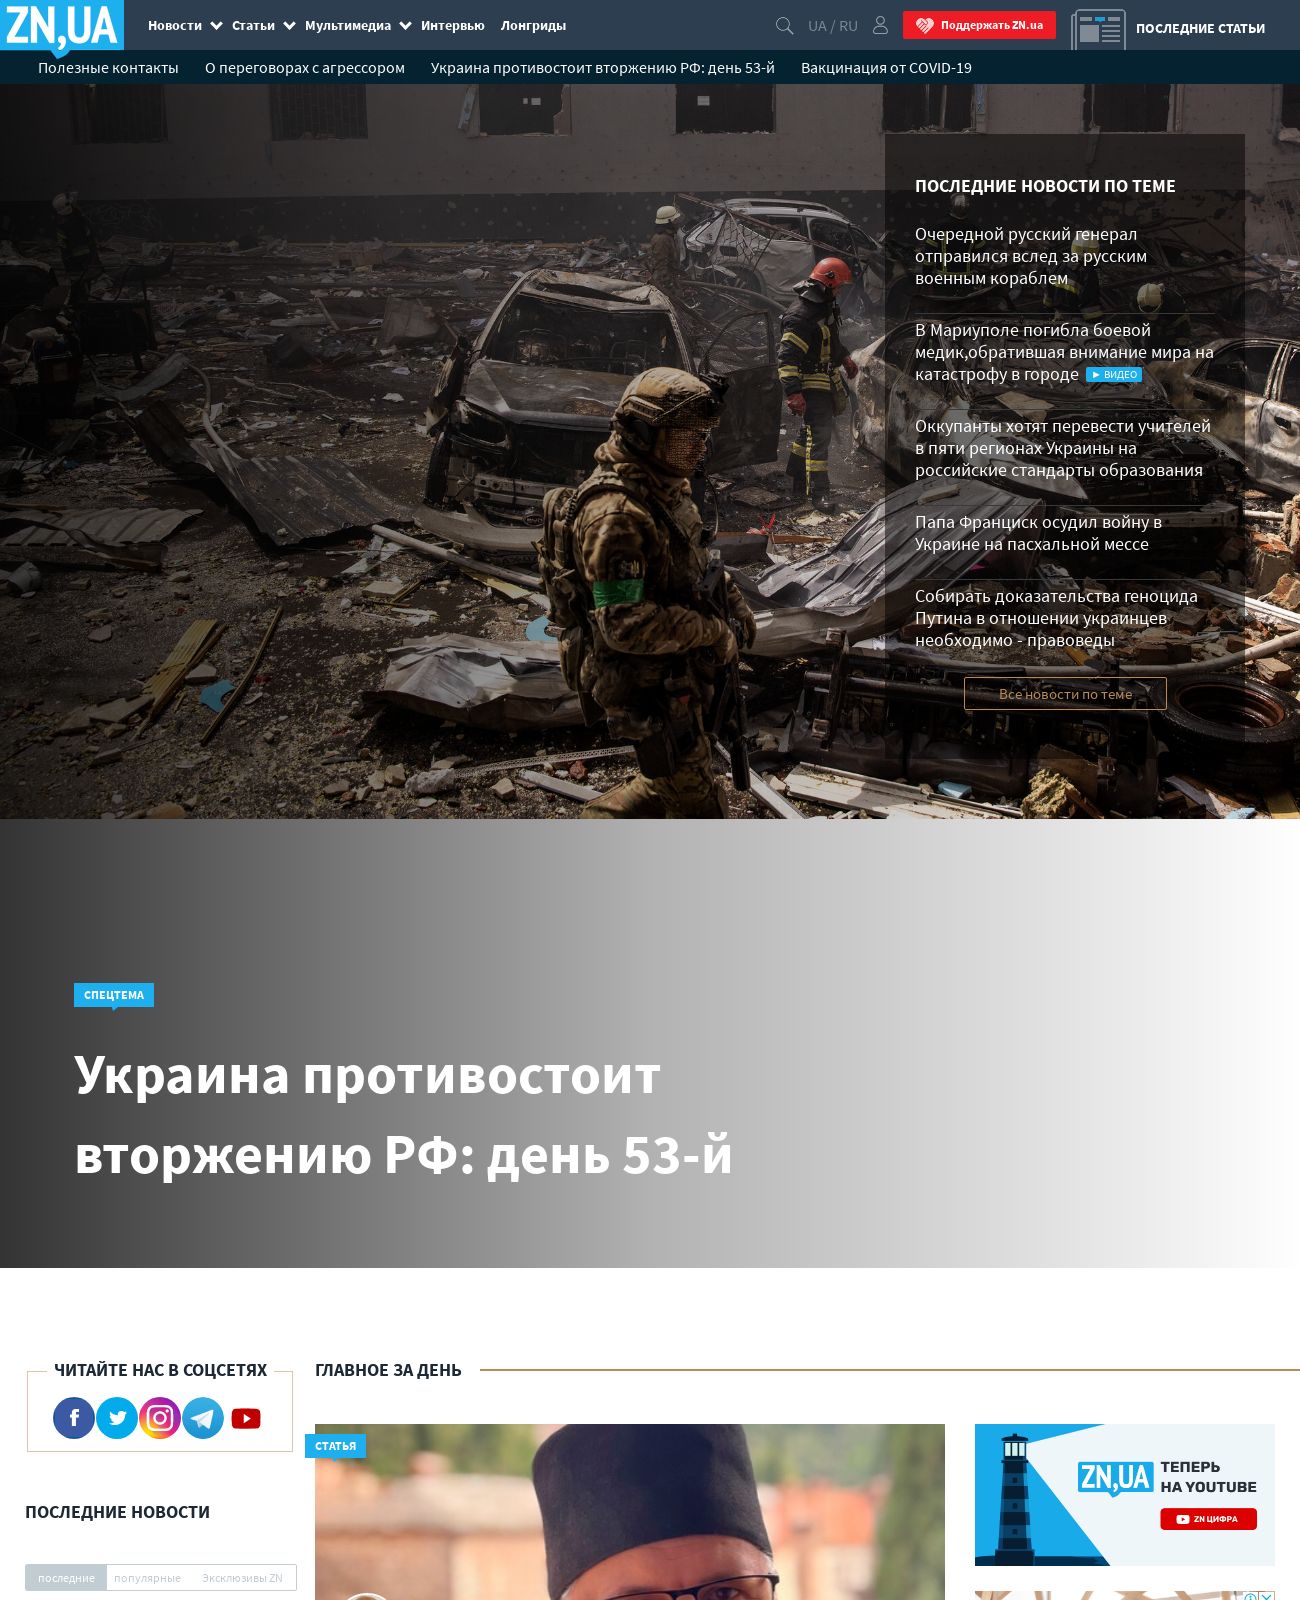 ZN,UA
Новости Статьи Мультимедиа Интервью Лонгриды
UA / RU
Поддержать ZN.ua
ПОСЛЕДНИЕ СТАТЬИ
Полезные контакты О переговорах с агрессором Украина противостоит вторжению РФ: день 53-й Вакцинация от COVID-19
ПОСЛЕДНИЕ НОВОСТИ ПО ТЕМЕ
Очередной русский генерал
отправился вслед за русским
военным кораблем
В Мариуполе погибла боевой
медик,обратившая внимание мира на
катастрофу в городе ВИДЕО
Оккупанты хотят перевести учителей
в пяти регионах Украины на
российские стандарты образования
Папа Франциск осудил войну в
Украине на пасхальной мессе
Собирать доказательства геноцида
Путина в отношении украинцев
необходимо - правоведы
Все новости по теме
СПЕЦТЕМА
Украина противостоит
вторжению РФ: день 53-й
ЧИТАЙТЕ НАС В СОЦСЕТЯХ
ПОСЛЕДНИЕ НОВОСТИ
последние популярные Эксклюзивы ZN
ГЛАВНОЕ ЗА ДЕНЬ
СТАТЬЯ
ZN,UA
ТЕПЕРЬ
НА YOUTUBE
ZN ЦИФРА